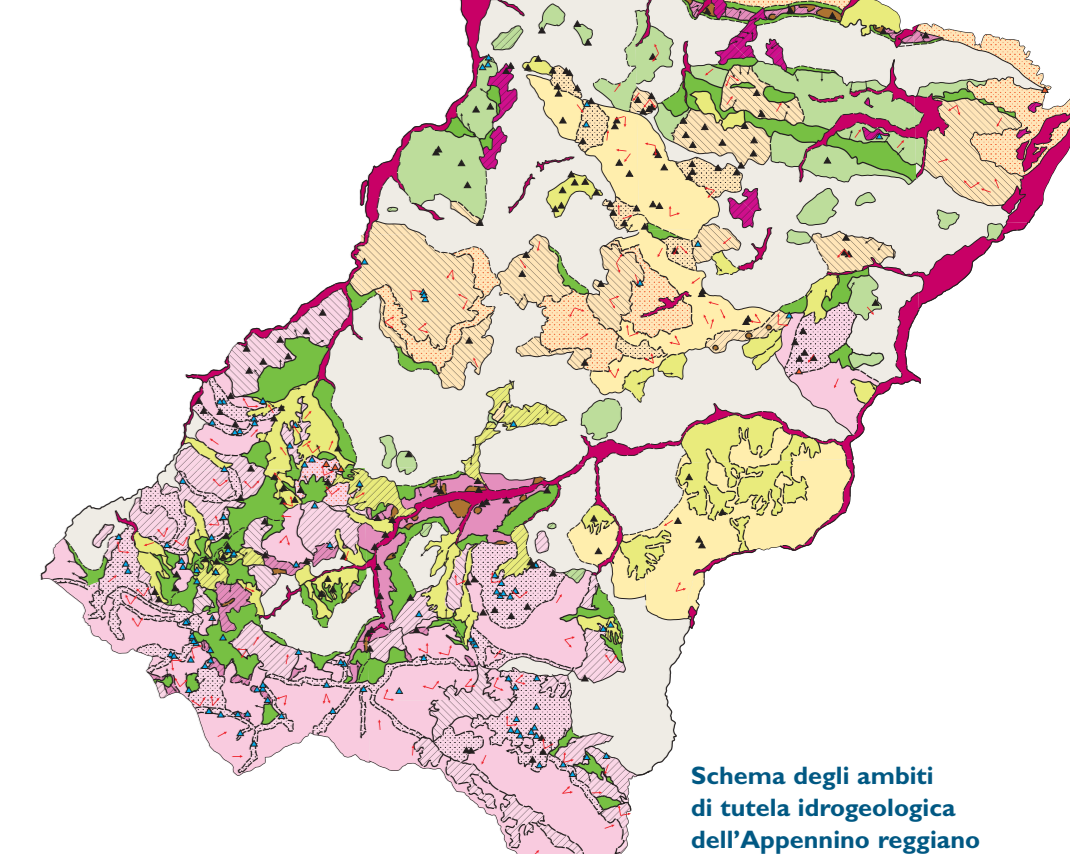 Schema degli ambiti
di tutela idrogeologica
dell'Appennino reggiano